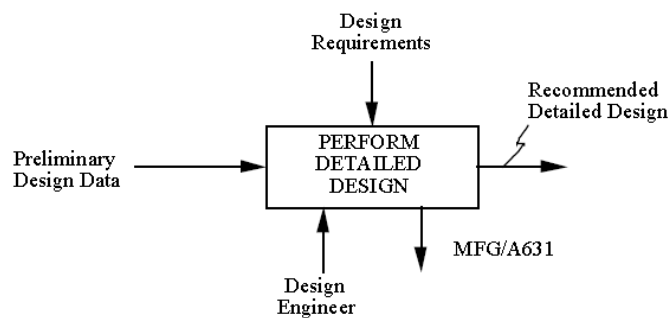 Design
Requirements
Recommended
Detailed Design
PERFORM
DETAILED
DESIGN
Preliminary
Design Data
MFG/A631
Design
Engineer